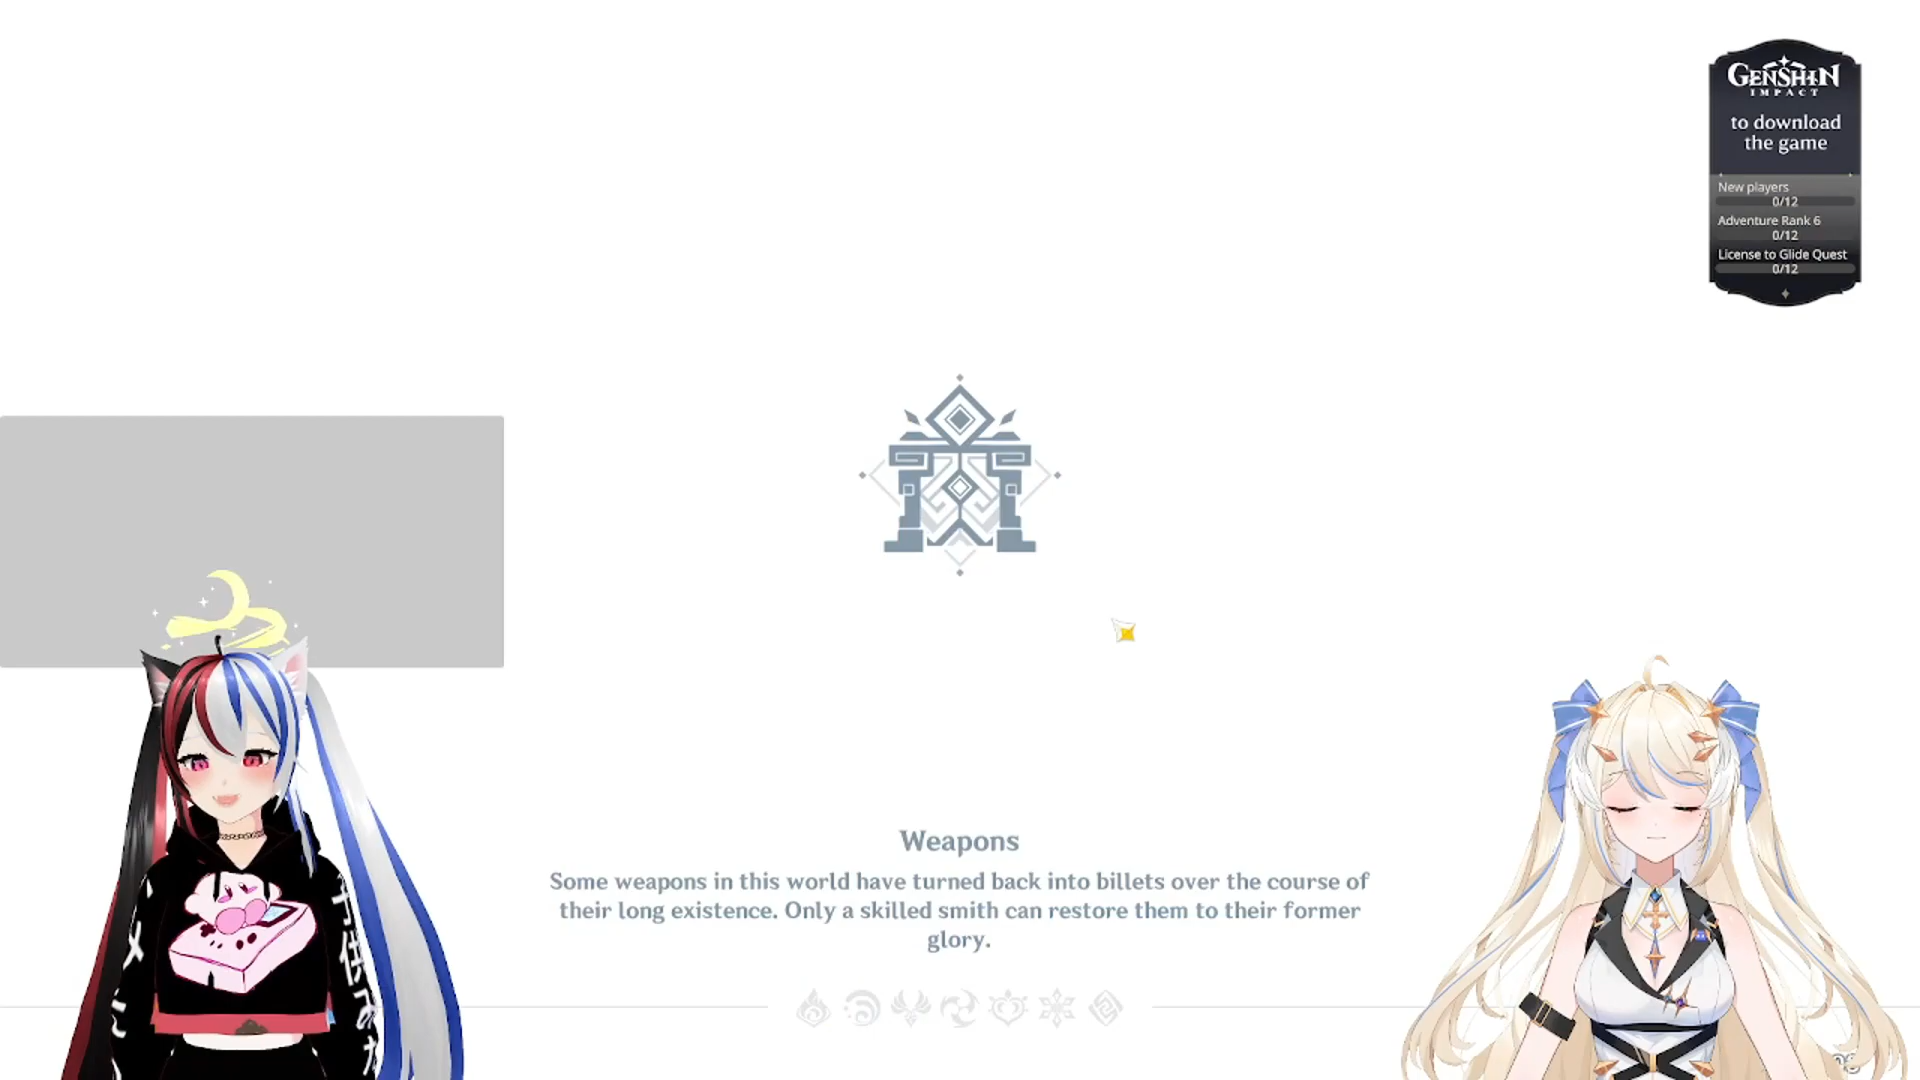 GENSHIN
IMPACT
to download
the game
New players
0/12
Adventure Rank 6
0/12
License to Glide Quest
0/12
Weapons
Some weapons in this world have turned back into billets over the course of
their long existence. Only a skilled smith can restore them to their former
glory.